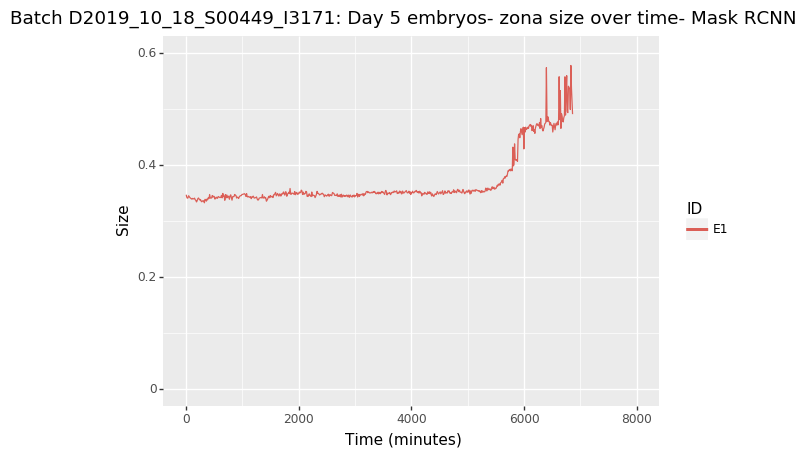 Batch D2019_10_18_S00449_I3171: Day 5 embryos- zona size over time- Mask RCNN
0.6
0.4
0.2
0
Size
0 2000 4000 6000 8000
Time (minutes)
ID
E1